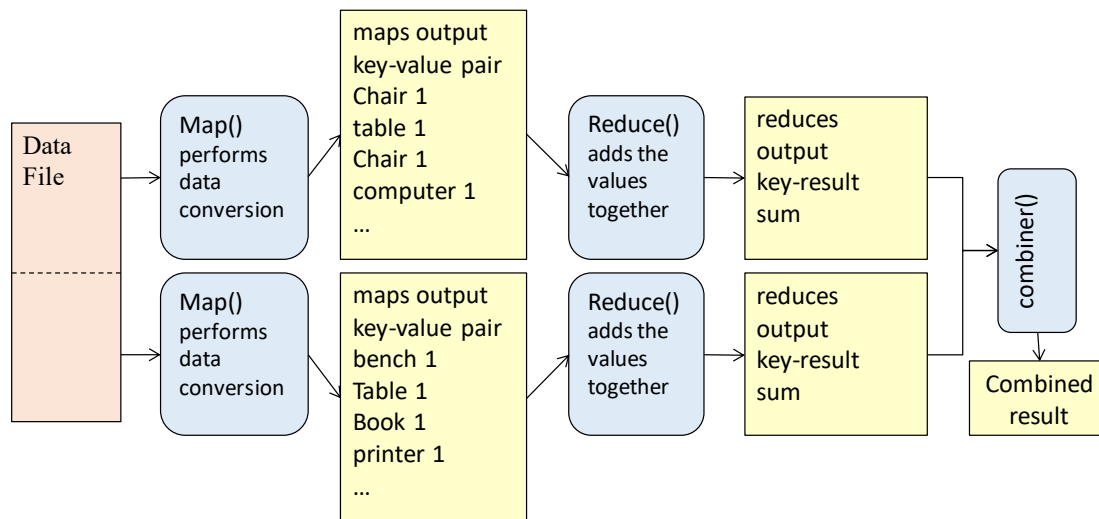 Data
File
Map()
performs
data
conversion
maps output
key-value pair
Chair 1
table 1
Chair 1
computer 1
…
Reduce()
adds the
values
together
reduces
output
key-result
sum
Map()
performs
data
conversion
maps output
key-value pair
bench 1
Table 1
Book 1
printer 1
…
Reduce()
adds the
values
together
reduces
output
key-result
sum
combiner()
Combined
result